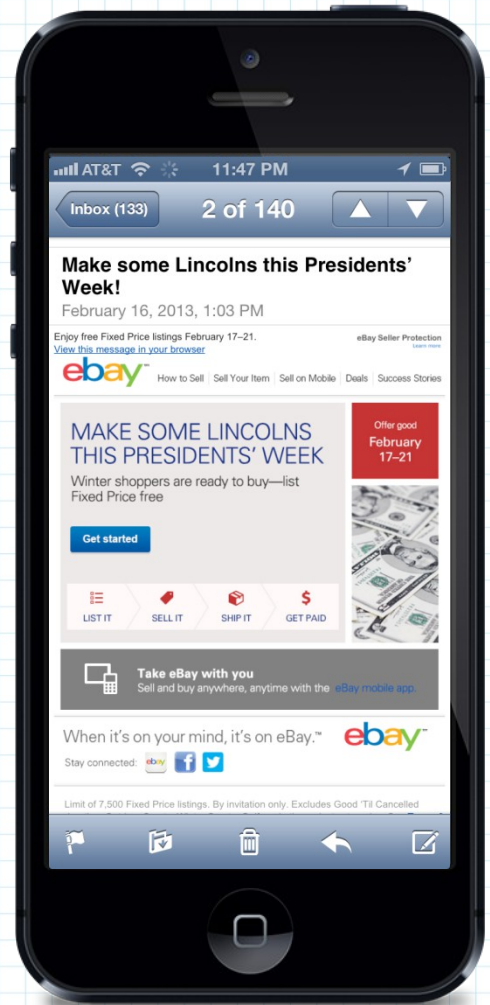 AT&T 11:47 PM
Inbox (133) 2 of 140
Make some Lincolns this Presidents'
Week!
February 16, 2013, 1:03 PM
Enjoy free Fixed Price listings February 17–21. eBay Seller Protection
View this message in your browser Learn more
ebay™ How to Sell Sell Your Item Sell on Mobile Deals Success Stories
MAKE SOME LINCOLNS
THIS PRESIDENTS' WEEK
Winter shoppers are ready to buy—list
Fixed Price free
Get started
Offer good
February
17–21
LIST IT SELL IT SHIP IT GET PAID
Take eBay with you
Sell and buy anywhere, anytime with the eBay mobile app.
When it's on your mind, it's on eBay.™ ebay™
Stay connected: ebay f
Limit of 7,500 Fixed Price listings. By invitation only. Excludes Good 'Til Cancelled